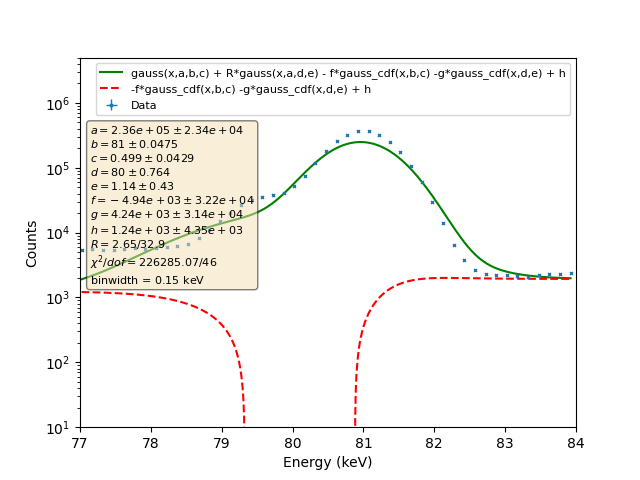 gauss(x,a,b,c) + R*gauss(x,a,d,e) - f*gauss_cdf(x,b,c) -g*gauss_cdf(x,d,e) + h
-f*gauss_cdf(x,b,c) -g*gauss_cdf(x,d,e) + h
Data
a = 2.36e + 05 ± 2.34e + 04
b = 81 ± 0.0475
c = 0.499 ± 0.0429
d = 80 ± 0.764
e = 1.14 ± 0.43
f = − 4.94e + 03 ± 3.22e + 04
g = 4.24e + 03 ± 3.14e + 04
h = 1.24e + 03 ± 4.35e + 03
R = 2.65/32.9
χ²/dof = 226285.07/46
binwidth = 0.15 keV
Counts
10⁶
10⁵
10⁴
10³
10²
10¹
77 78 79 80 81 82 83 84
Energy (keV)